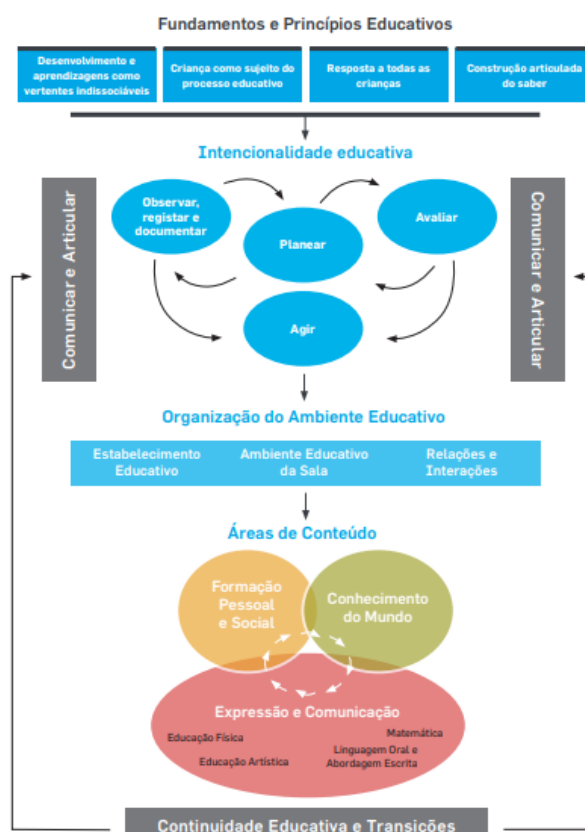 Fundamentos e Princípios Educativos
Desenvolvimento e
aprendizagens como
vertentes indissociáveis
Criança como sujeito do
processo educativo
Resposta a todas as
crianças
Construção articulada
do saber
Intencionalidade educativa
Comunicar e Articular
Observar,
registar e
documentar
Planear
Avaliar
Agir
Comunicar e Articular
Organização do Ambiente Educativo
Estabelecimento
Educativo
Ambiente Educativo
da Sala
Relações e
Interações
Áreas de Conteúdo
Formação
Pessoal
e Social
Conhecimento
do Mundo
Expressão e Comunicação
Educação Física
Matemática
Educação Artística
Linguagem Oral e
Abordagem Escrita
Continuidade Educativa e Transições